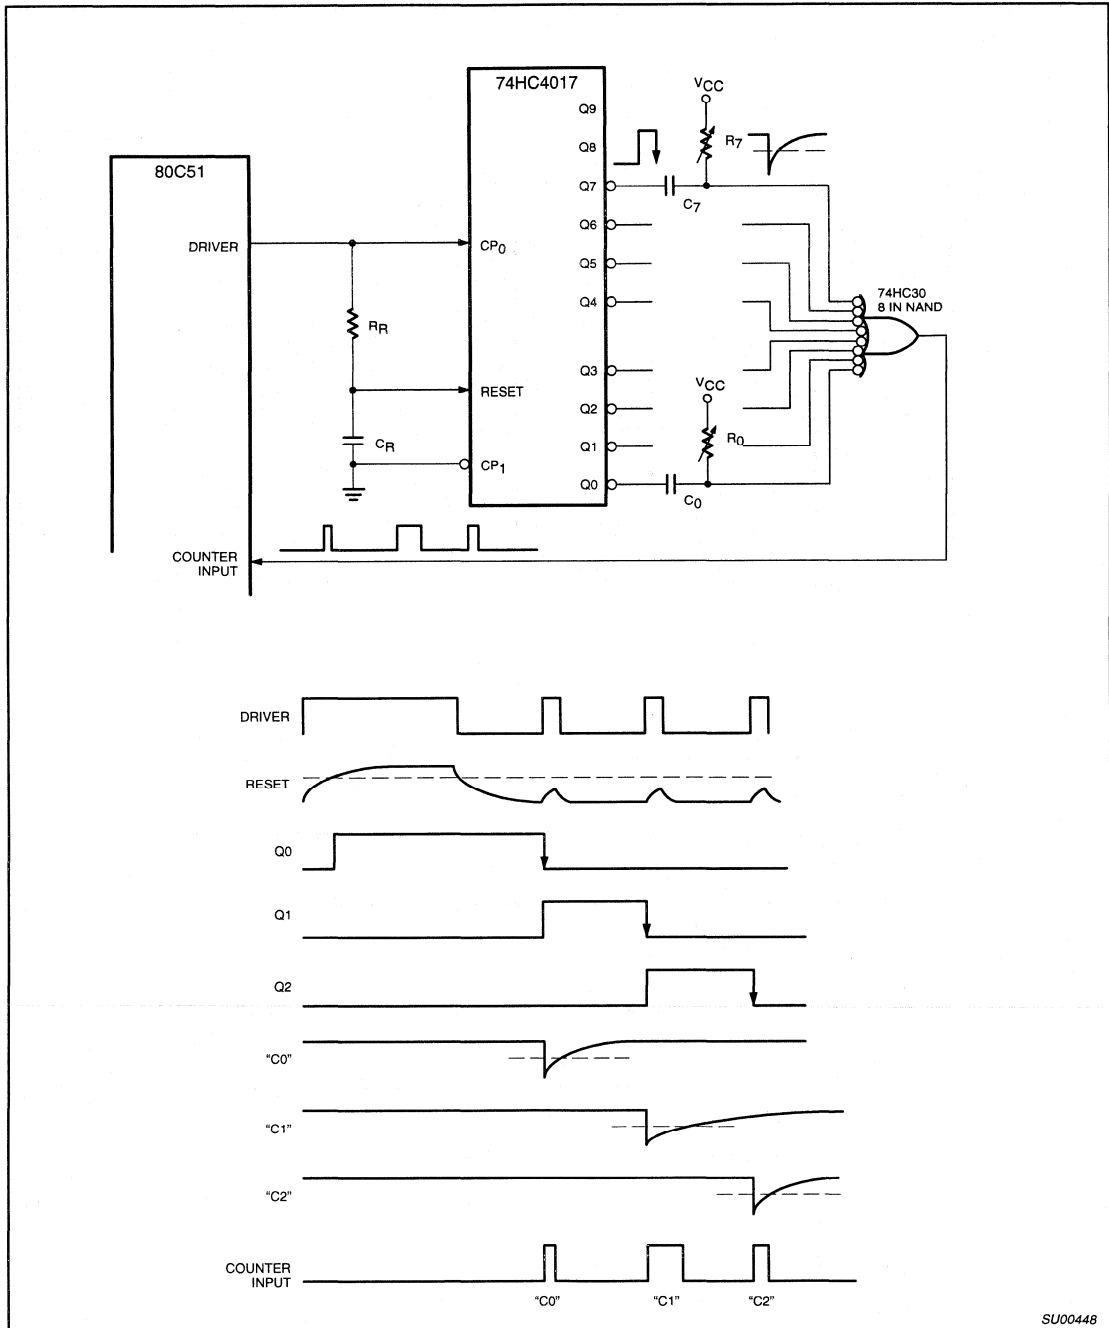 74HC4017
80C51
DRIVER
CP0
RR
RESET
CR
CP1
COUNTER
INPUT
Q9
Q8
Q7
Q6
Q5
Q4
Q3
Q2
Q1
Q0
VCC
R7
C7
74HC30
8 IN NAND
VCC
R0
C0
DRIVER
RESET
Q0
Q1
Q2
“C0”
“C1”
“C2”
COUNTER
INPUT
“C0” “C1” “C2”
SU00448